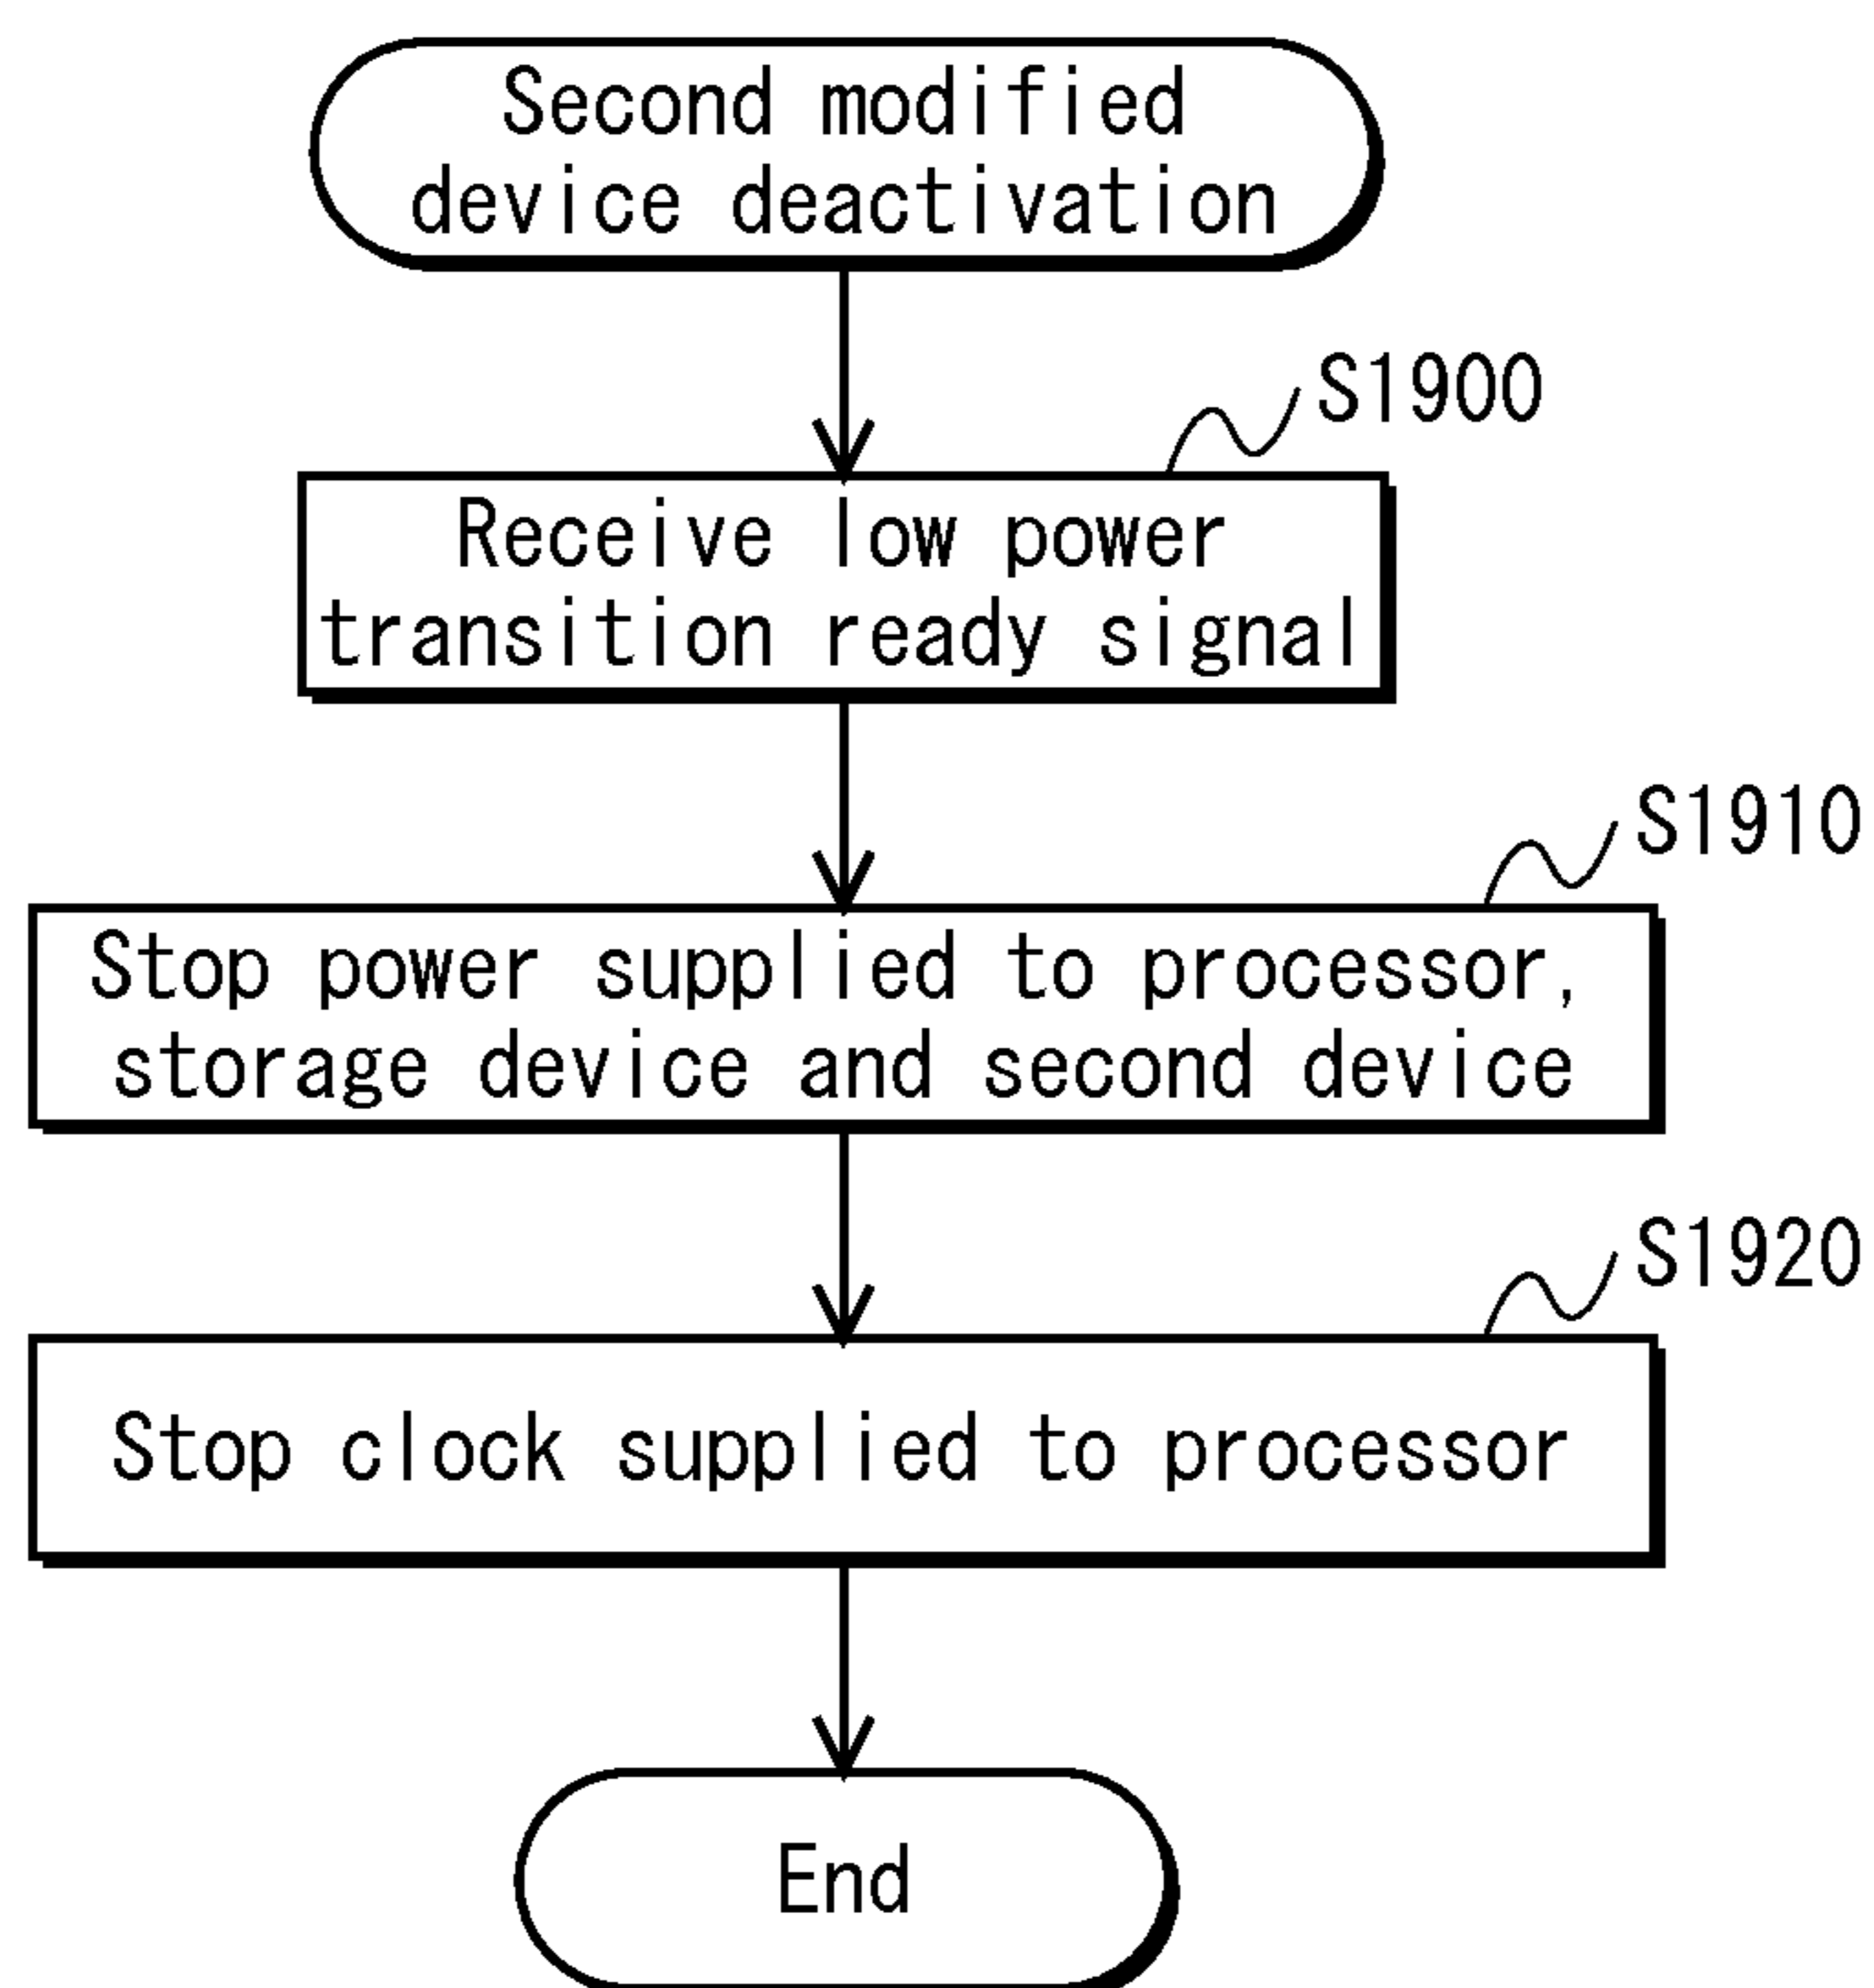 Second modified
device deactivation
S1900
Receive low power
transition ready signal
S1910
Stop power supplied to processor,
storage device and second device
S1920
Stop clock supplied to processor
End